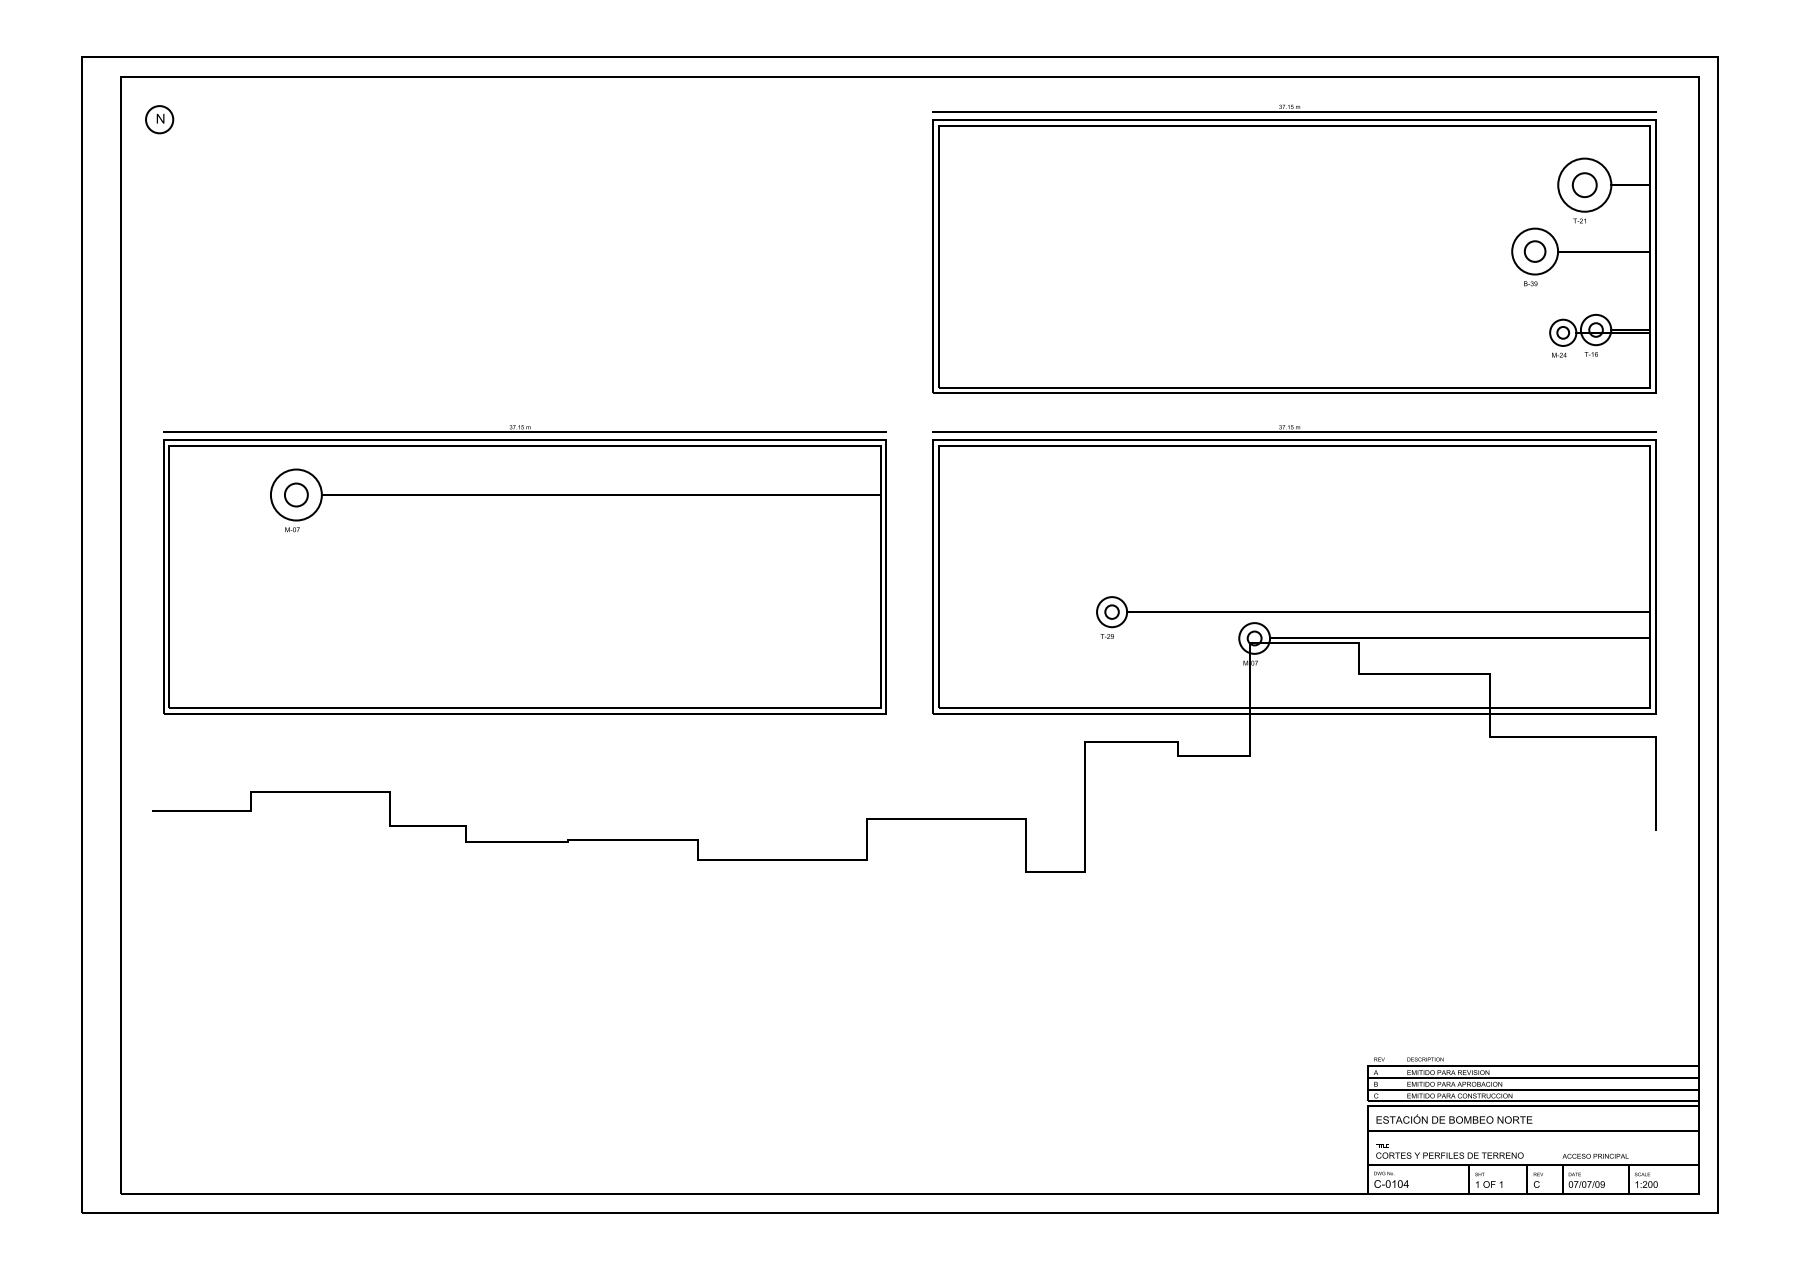 N
37.15 m
T-21
B-39
M-24 T-16
37.15 m
37.15 m
M-07
T-29
M-07
REV DESCRIPTION
A EMITIDO PARA REVISION
B EMITIDO PARA APROBACION
C EMITIDO PARA CONSTRUCCION
ESTACIÓN DE BOMBEO NORTE
TITLE
CORTES Y PERFILES DE TERRENO ACCESO PRINCIPAL
DWG No. SHT REV DATE SCALE
C-0104 1 OF 1 C 07/07/09 1:200